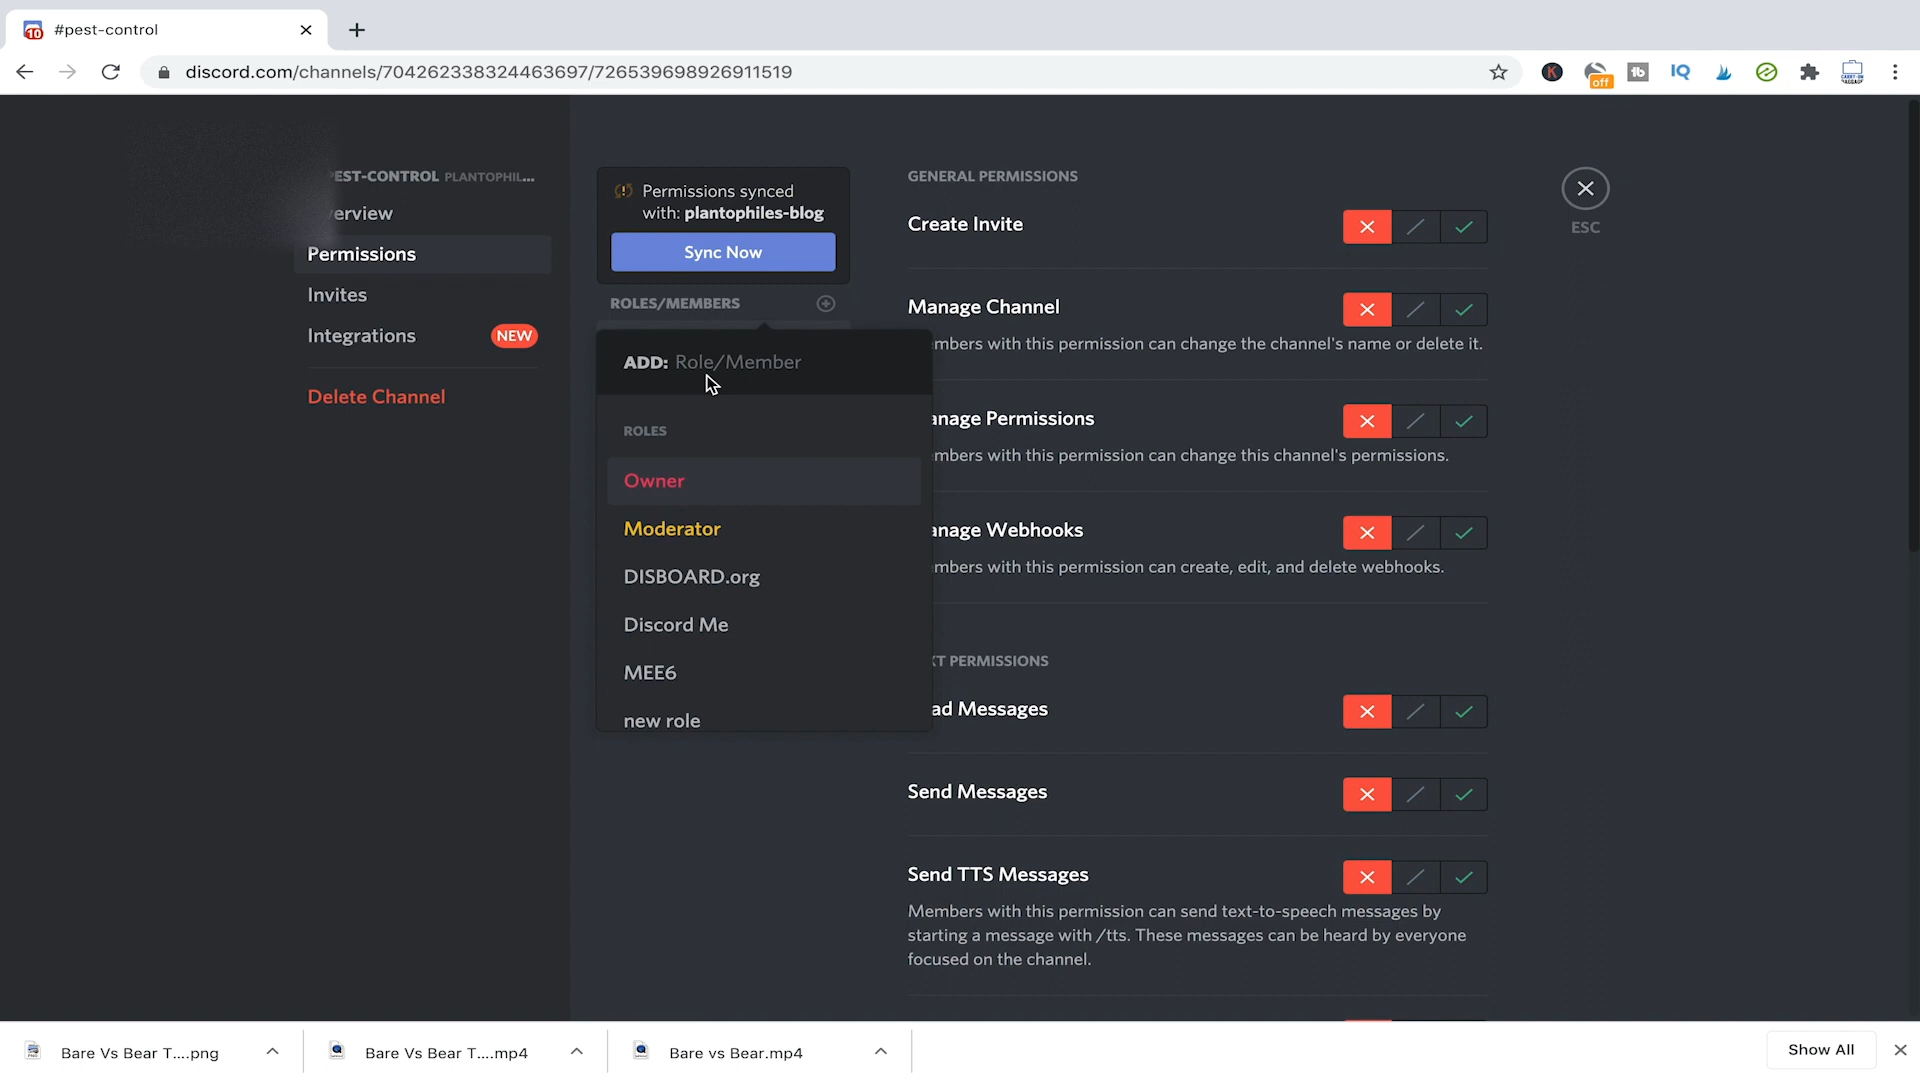 #pest-control
discord.com/channels/704262338324463697/726539698926911519
off
IQ
EST-CONTROL PLANTOPHIL...
erview
Permissions
Invites
Integrations NEW
Delete Channel
Permissions synced
with: plantophiles-blog
Sync Now
ROLES/MEMBERS
ADD: Role/Member
ROLES
Owner
Moderator
DISBOARD.org
Discord Me
MEE6
new role
GENERAL PERMISSIONS
Create Invite
Manage Channel
mbers with this permission can change the channel's name or delete it.
anage Permissions
mbers with this permission can change this channel's permissions.
anage Webhooks
mbers with this permission can create, edit, and delete webhooks.
XT PERMISSIONS
ad Messages
Send Messages
Send TTS Messages
Members with this permission can send text-to-speech messages by
starting a message with /tts. These messages can be heard by everyone
focused on the channel.
ESC
Bare Vs Bear T....png
Bare Vs Bear T....mp4
Bare vs Bear.mp4
Show All